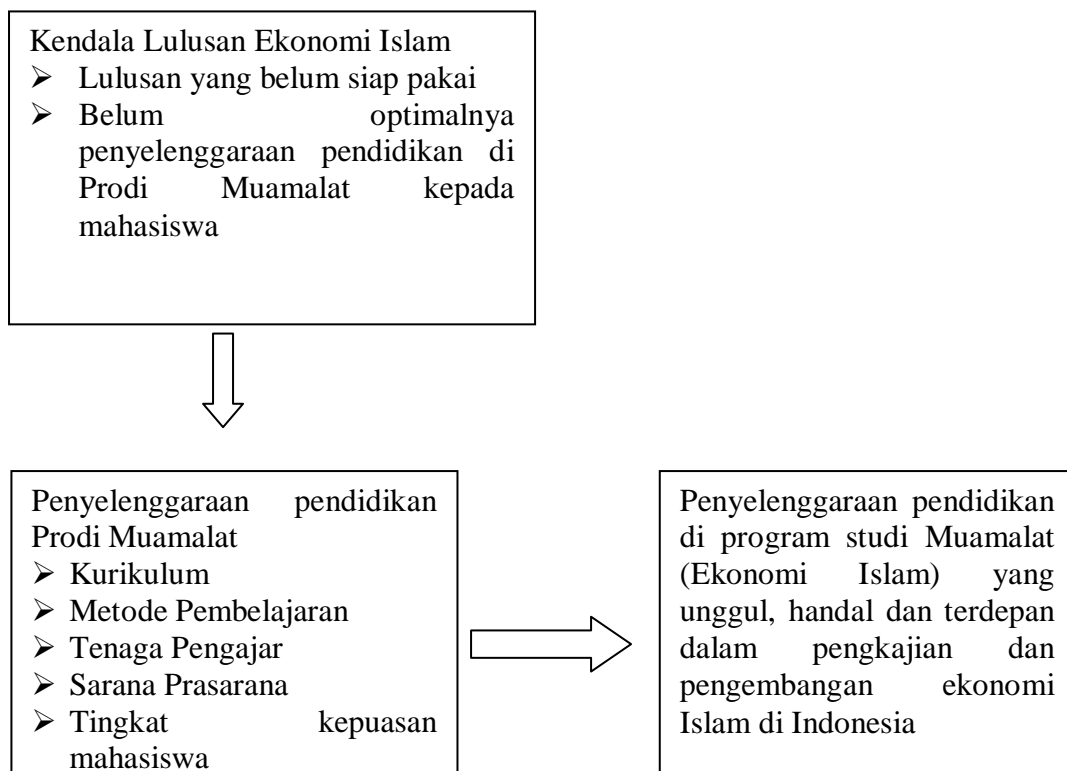 Kendala Lulusan Ekonomi Islam
➢ Lulusan yang belum siap pakai
➢ Belum optimalnya
penyelenggaraan pendidikan di
Prodi Muamalat kepada
mahasiswa
Penyelenggaraan pendidikan
Prodi Muamalat
➢ Kurikulum
➢ Metode Pembelajaran
➢ Tenaga Pengajar
➢ Sarana Prasarana
➢ Tingkat kepuasan
mahasiswa
Penyelenggaraan pendidikan
di program studi Muamalat
(Ekonomi Islam) yang
unggul, handal dan terdepan
dalam pengkajian dan
pengembangan ekonomi
Islam di Indonesia